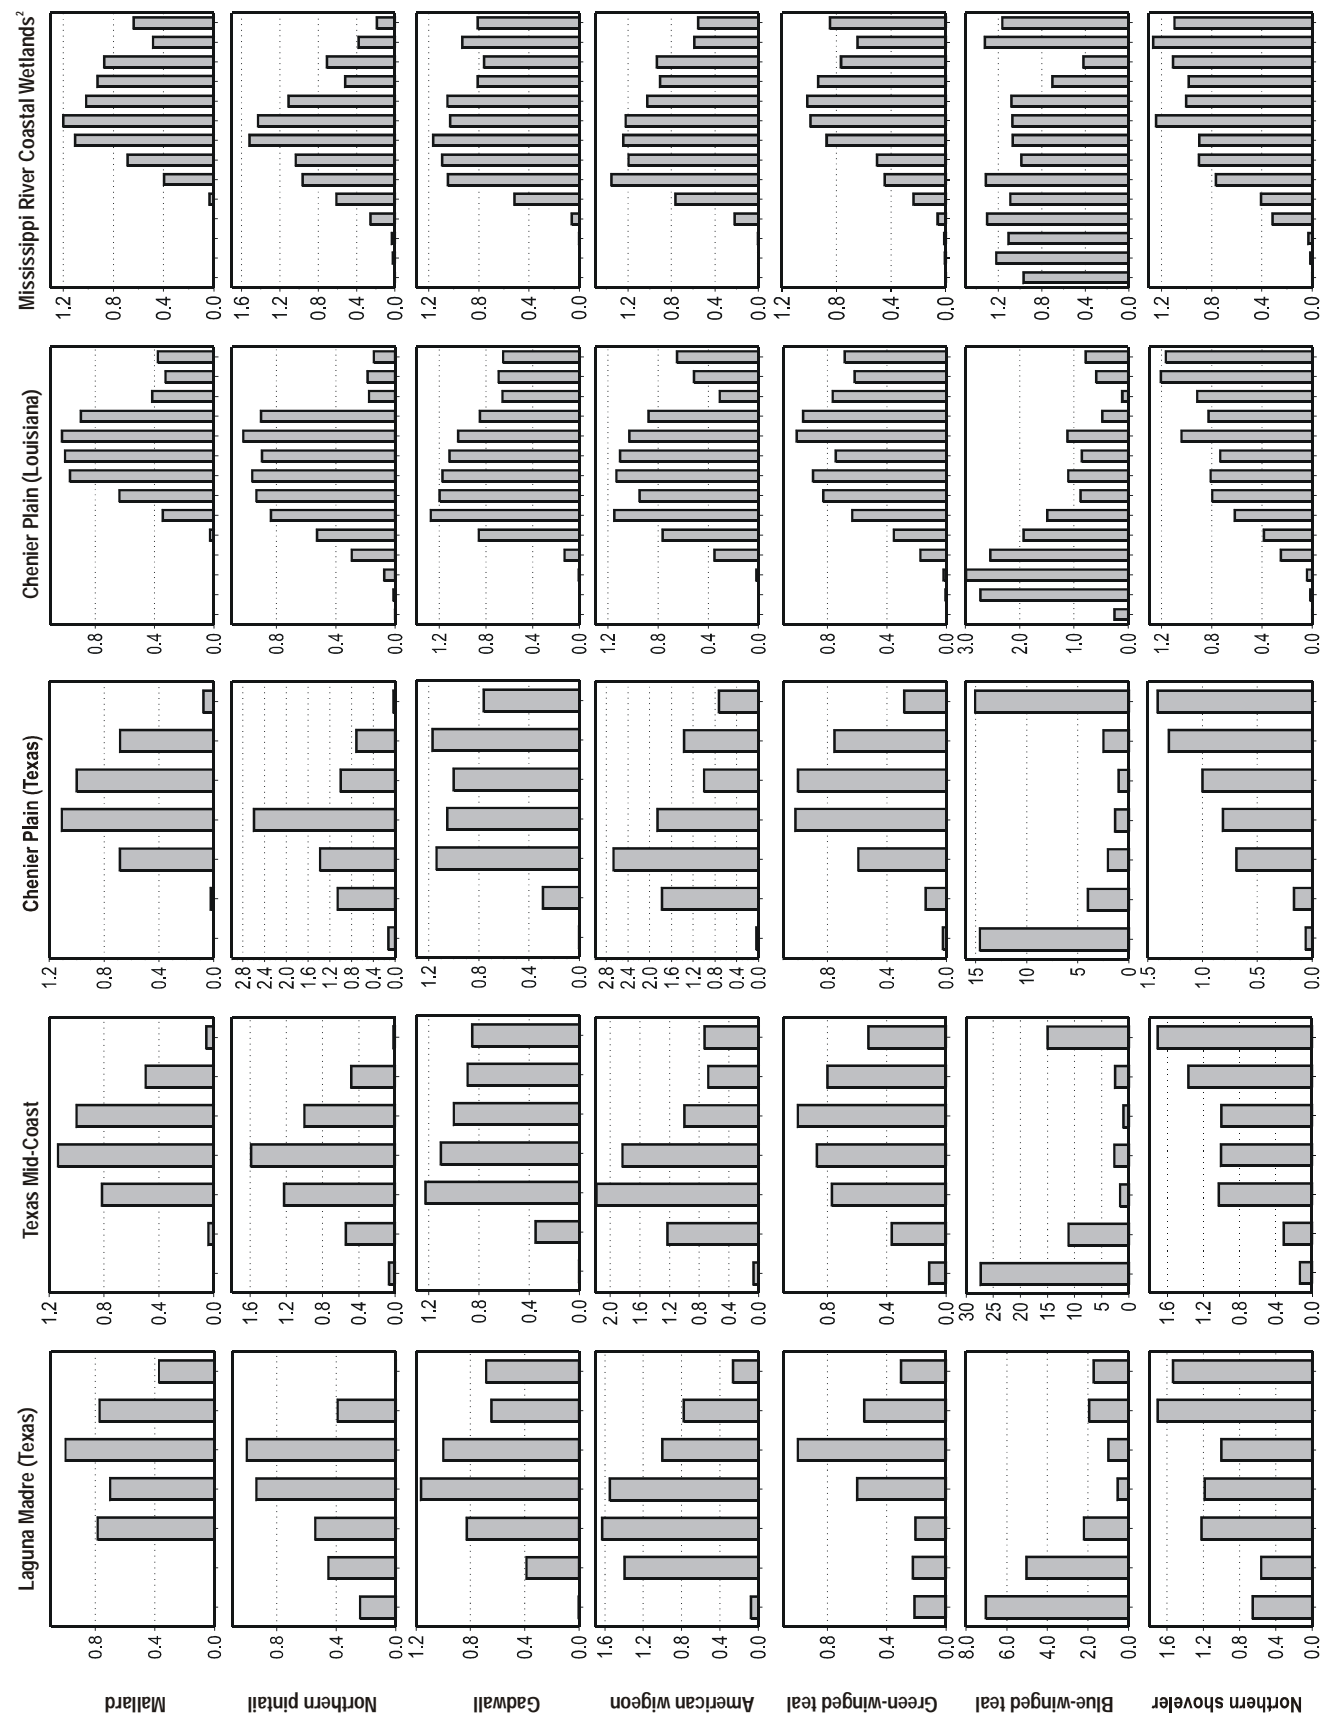 Laguna Madre (Texas)
Texas Mid-Coast
Chenier Plain (Texas)
Chenier Plain (Louisiana)
Mississippi River Coastal Wetlands²
Mallard
0.8 0.4 0.0
1.2 0.8 0.4 0.0
1.2 0.8 0.4 0.0
0.8 0.4 0.0
1.2 0.8 0.4 0.0
Northern pintail
0.8 0.4 0.0
1.6 1.2 0.8 0.4 0.0
2.8 2.4 2.0 1.6 1.2 0.8 0.4 0.0
0.8 0.4 0.0
1.6 1.2 0.8 0.4 0.0
Gadwall
1.2 0.8 0.4 0.0
1.2 0.8 0.4 0.0
1.2 0.8 0.4 0.0
1.2 0.8 0.4 0.0
1.2 0.8 0.4 0.0
American wigeon
1.6 1.2 0.8 0.4 0.0
2.0 1.6 1.2 0.8 0.4 0.0
2.8 2.4 2.0 1.6 1.2 0.8 0.4 0.0
1.2 0.8 0.4 0.0
1.2 0.8 0.4 0.0
Green-winged teal
0.8 0.4 0.0
0.8 0.4 0.0
0.8 0.4 0.0
0.8 0.4 0.0
1.2 0.8 0.4 0.0
Blue-winged teal
8.0 6.0 4.0 2.0 0.0
30 25 20 15 10 5 0
15 10 5 0
3.0 2.0 1.0 0.0
1.2 0.8 0.4 0.0
Northern shoveler
1.6 1.2 0.8 0.4 0.0
1.6 1.2 0.8 0.4 0.0
1.5 1.0 0.5 0.0
1.2 0.8 0.4 0.0
1.2 0.8 0.4 0.0